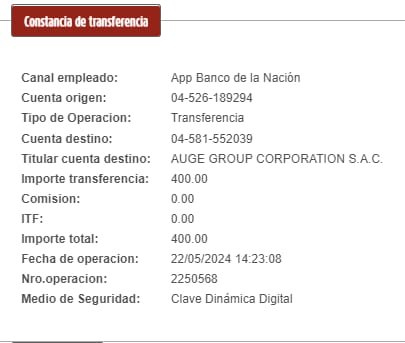 Constancia de transferencia
Canal empleado: App Banco de la Nación
Cuenta origen: 04-526-189294
Tipo de Operacion: Transferencia
Cuenta destino: 04-581-552039
Titular cuenta destino: AUGE GROUP CORPORATION S.A.C.
Importe transferencia: 400.00
Comision: 0.00
ITF: 0.00
Importe total: 400.00
Fecha de operacion: 22/05/2024 14:23:08
Nro.operacion: 2250568
Medio de Seguridad: Clave Dinámica Digital